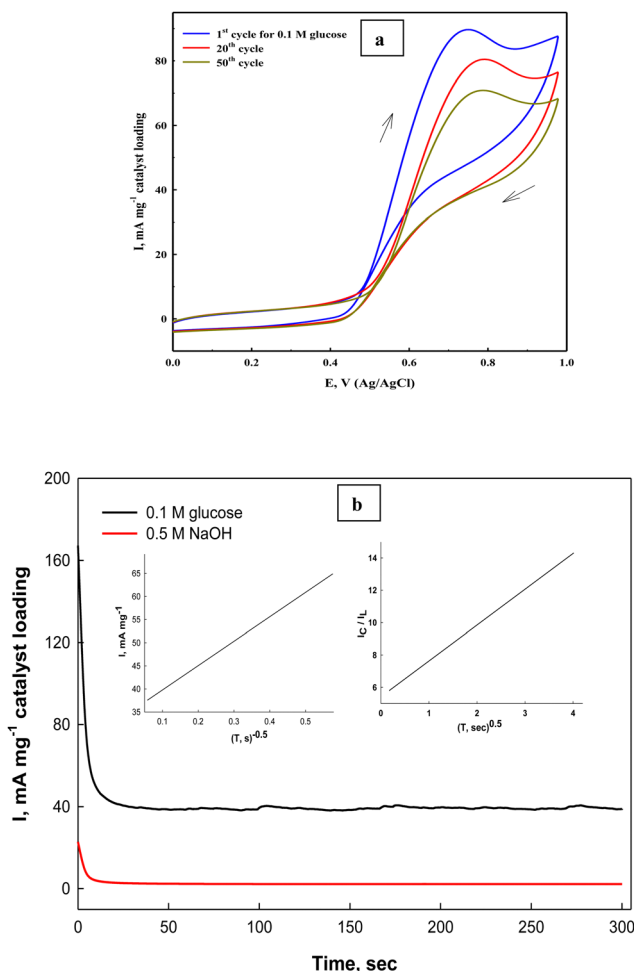 1st cycle for 0.1 M glucose
20th cycle
50th cycle
a
I, mA mg-1 catalyst loading
80
60
40
20
0
0.0 0.2 0.4 0.6 0.8 1.0
E, V (Ag/AgCl)
b
0.1 M glucose
0.5 M NaOH
I, mA mg-1 catalyst loading
200
160
120
80
40
0
0 50 100 150 200 250 300
Time, sec
I, mA mg-1
65
60
55
50
45
40
35
0.1 0.2 0.3 0.4 0.5
(T, s)-0.5
IC / IL
14
12
10
8
6
0 1 2 3 4
(T, sec)0.5